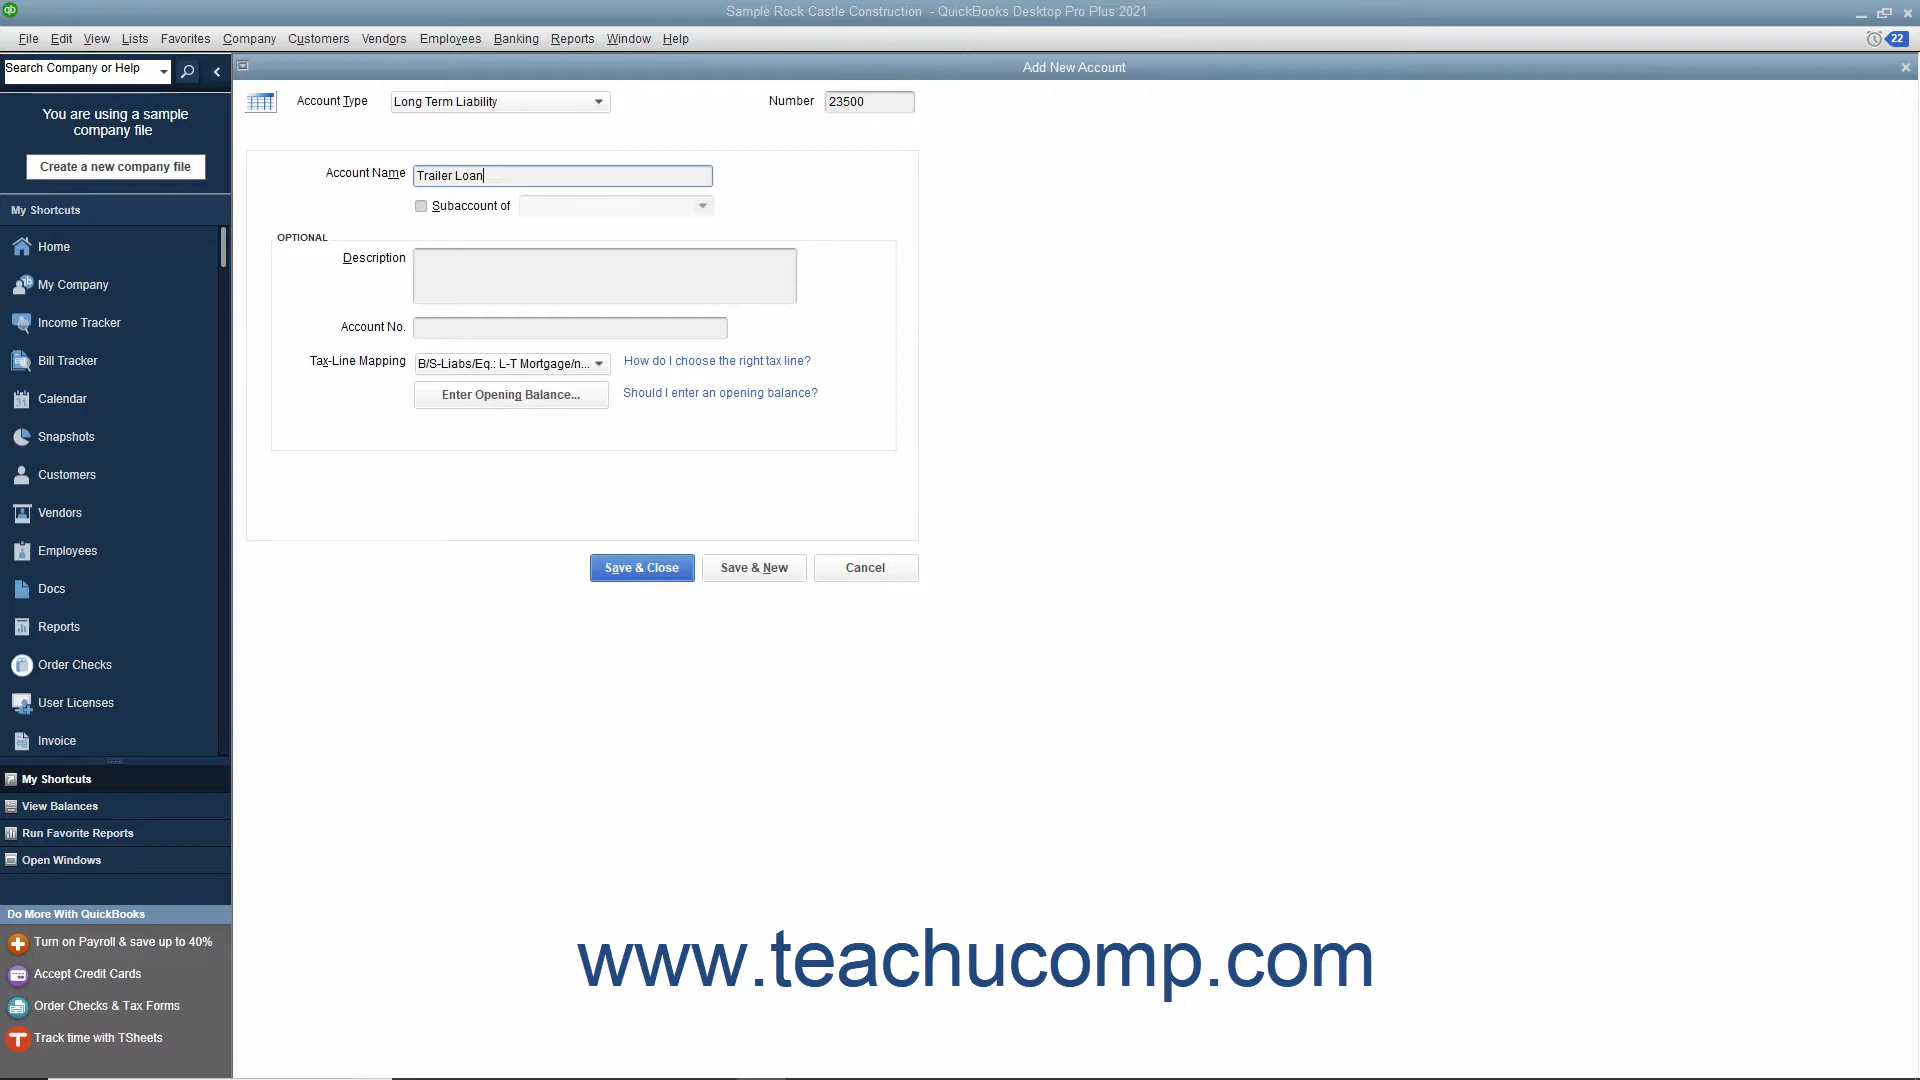 Sample Rock Castle Construction - QuickBooks Desktop Pro Plus 2021
File Edit View Lists Favorites Company Customers Vendors Employees Banking Reports Window Help
22
Search Company or Help
Add New Account
You are using a sample
company file
Create a new company file
Account Type
Long Term Liability
Number
23500
Account Name
Trailer Loan
Subaccount of
OPTIONAL
Description
Account No.
Tax-Line Mapping
B/S-Liabs/Eq.: L-T Mortgage/n...
How do I choose the right tax line?
Enter Opening Balance...
Should I enter an opening balance?
Save & Close
Save & New
Cancel
My Shortcuts
Home
My Company
Income Tracker
Bill Tracker
Calendar
Snapshots
Customers
Vendors
Employees
Docs
Reports
Order Checks
User Licenses
Invoice
My Shortcuts
View Balances
Run Favorite Reports
Open Windows
Do More With QuickBooks
Turn on Payroll & save up to 40%
Accept Credit Cards
Order Checks & Tax Forms
Track time with TSheets
www.teachucomp.com